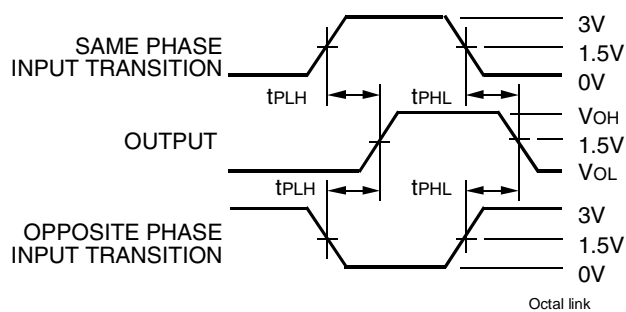 SAME PHASE
INPUT TRANSITION
3V
1.5V
0V
tPLH
tPHL
OUTPUT
VOH
1.5V
VOL
tPLH
tPHL
OPPOSITE PHASE
INPUT TRANSITION
3V
1.5V
0V
Octal link